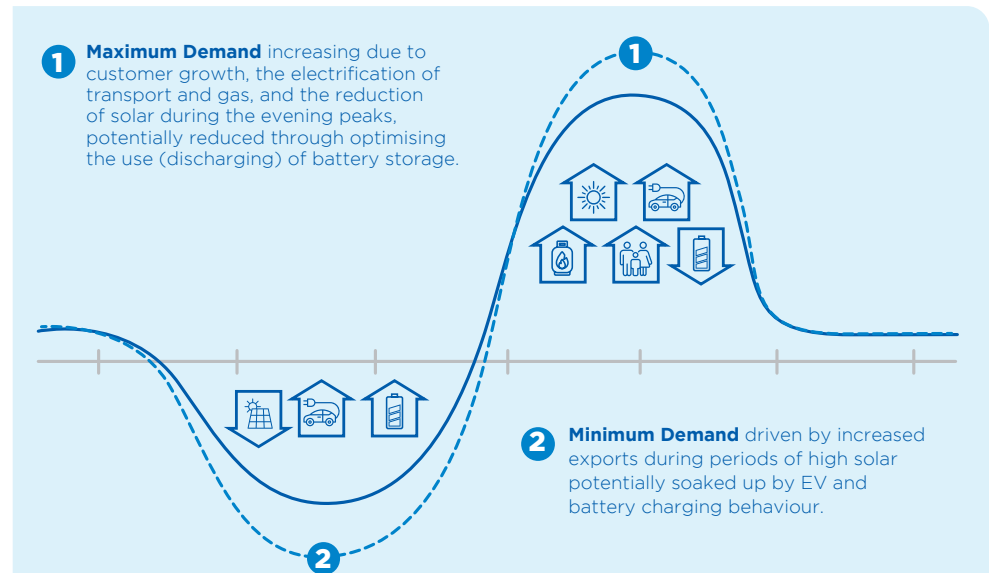 1
Maximum Demand increasing due to
customer growth, the electrification of
transport and gas, and the reduction
of solar during the evening peaks,
potentially reduced through optimising
the use (discharging) of battery storage.
1
2
Minimum Demand driven by increased
exports during periods of high solar
potentially soaked up by EV and
battery charging behaviour.
2